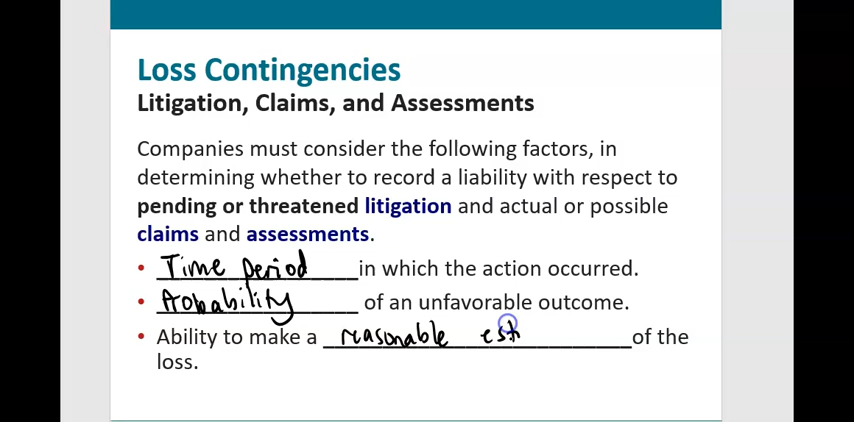 Loss Contingencies
Litigation, Claims, and Assessments
Companies must consider the following factors, in
determining whether to record a liability with respect to
pending or threatened litigation and actual or possible
claims and assessments.
• Time period in which the action occurred.
• Probability of an unfavorable outcome.
• Ability to make a reasonable est of the
loss.